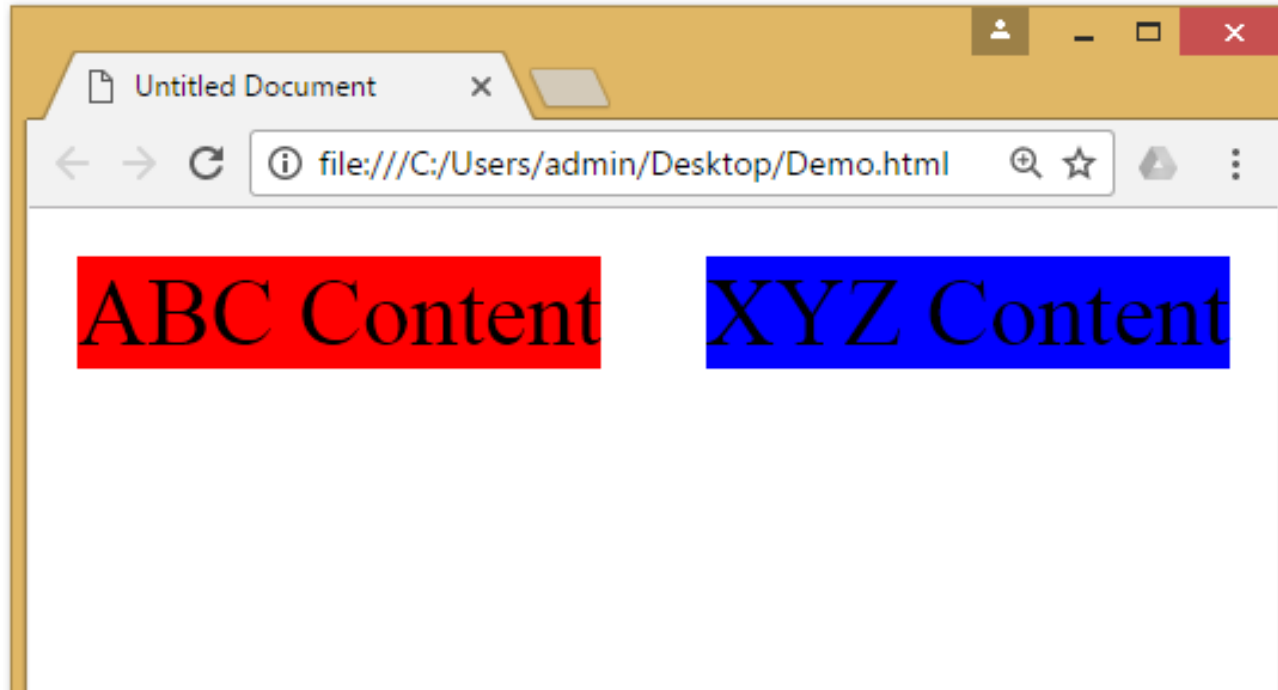 Untitled Document
file:///C:/Users/admin/Desktop/Demo.html
ABC Content XYZ Content